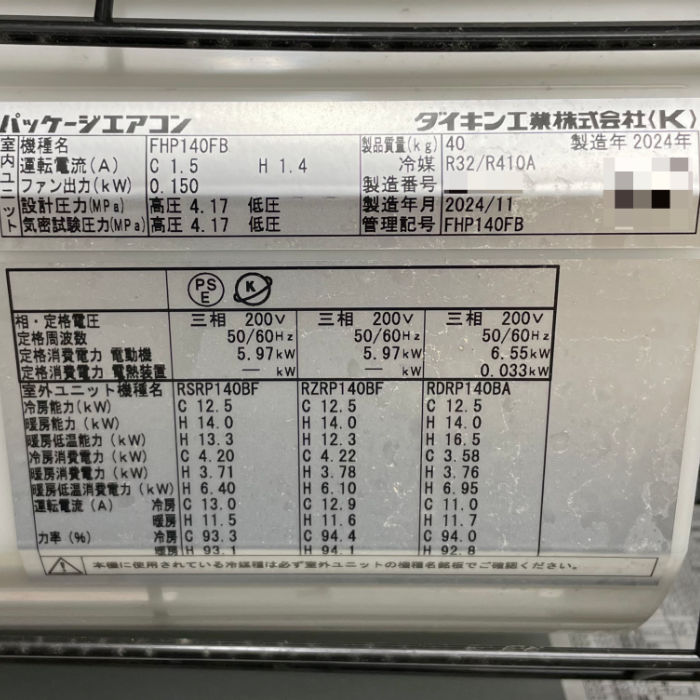 パッケージエアコン ダイキン工業株式会社(K)
室内ユニット
機種名 FHP140FB 製品質量(kg) 40 製造年 2024年
運転電流(A) C 1.5 H 1.4 冷媒 R32/R410A
ファン出力(kW) 0.150 製造番号
設計圧力(MPa) 高圧 4.17 低圧 製造年月 2024/11
気密試験圧力(MPa) 高圧 4.17 低圧 管理記号 FHP140FB
PSE K
相・定格電圧 三相 200V 三相 200V 三相 200V
定格周波数 50/60Hz 50/60Hz 50/60Hz
定格消費電力 電動機 5.97kW 5.97kW 6.55kW
定格消費電力 電熱装置 — kW — kW 0.033kW
室外ユニット機種名 RSRP140BF RZRP140BF RDRP140BA
冷房能力(kW) C 12.5 C 12.5 C 12.5
暖房能力(kW) H 14.0 H 14.0 H 14.0
暖房低温能力(kW) H 13.3 H 12.3 H 16.5
冷房消費電力(kW) C 4.20 C 4.22 C 3.58
暖房消費電力(kW) H 3.71 H 3.78 H 3.76
暖房低温消費電力(kW) H 6.40 H 6.10 H 6.95
運転電流(A) 冷房 C 13.0 C 12.9 C 11.0
暖房 H 11.5 H 11.6 H 11.7
力率(%) 冷房 C 93.3 C 94.4 C 94.0
暖房 H 93.1 H 94.1 H 92.8
本機に使用されている冷媒種は必ず室外ユニットの機種名銘板でご確認ください。